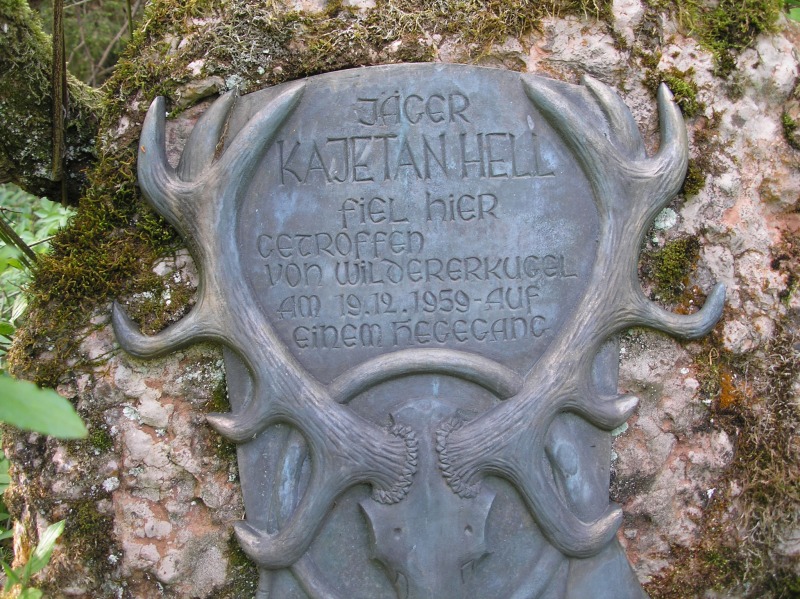 JÄGER
KAJETAN HELL
fiel hier
GETROFFEN
VON WILDERERKUGEL
AM 19.12.1959-AUF
EINEM HEGEGANG